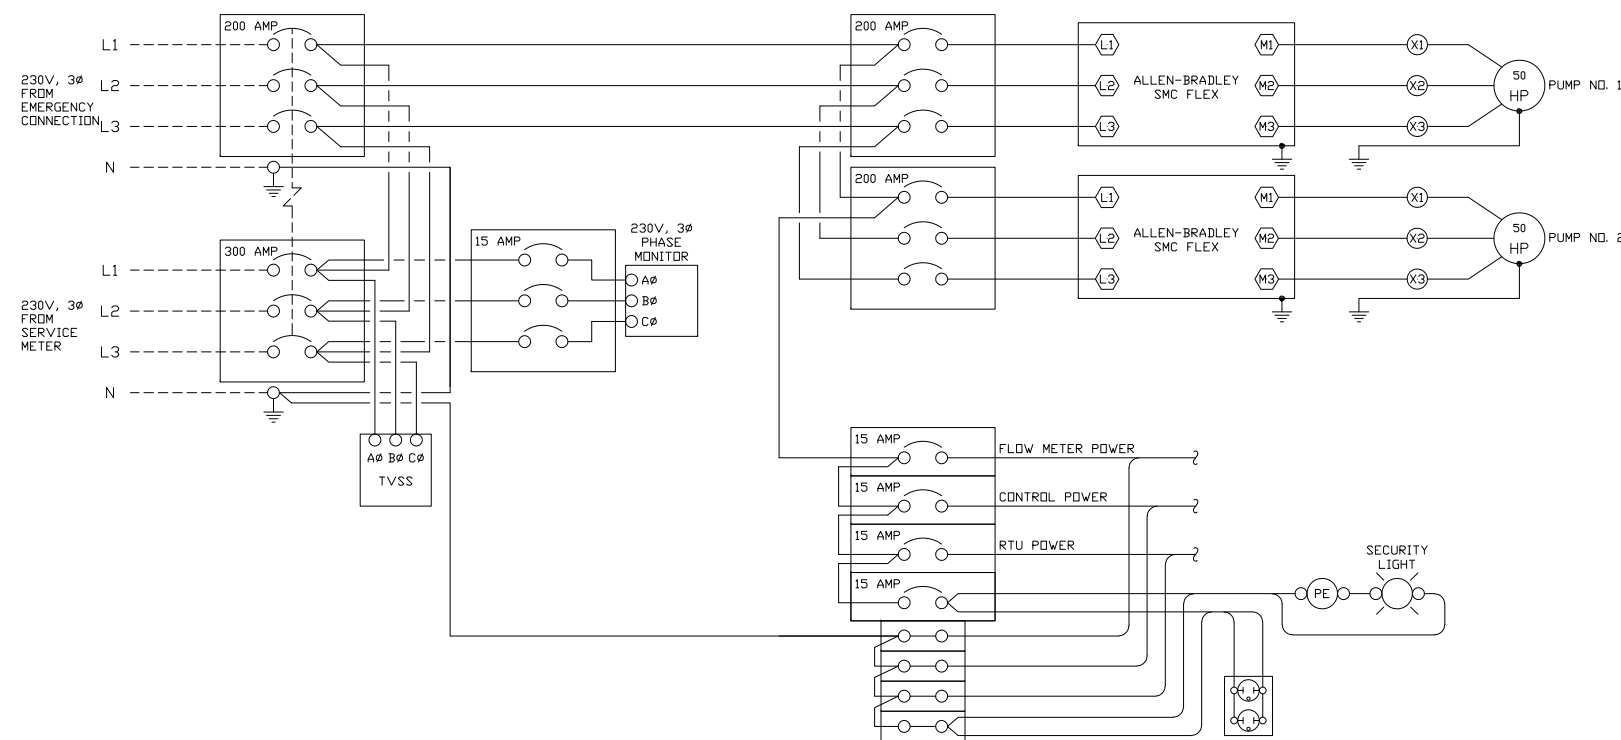 200 AMP
L1
L2
L3
N
230V, 3Ø
FROM
EMERGENCY
CONNECTION
300 AMP
L1
L2
L3
N
230V, 3Ø
FROM
SERVICE
METER
AØ BØ CØ
TVSS
15 AMP
230V, 3Ø
PHASE
MONITOR
AØ
BØ
CØ
200 AMP
L1
L2
L3
ALLEN-BRADLEY
SMC FLEX
M1
M2
M3
X1
X2
X3
50
HP
PUMP NO. 1
200 AMP
L1
L2
L3
ALLEN-BRADLEY
SMC FLEX
M1
M2
M3
X1
X2
X3
50
HP
PUMP NO. 2
15 AMP
FLOW METER POWER
15 AMP
CONTROL POWER
15 AMP
RTU POWER
15 AMP
PE
SECURITY
LIGHT